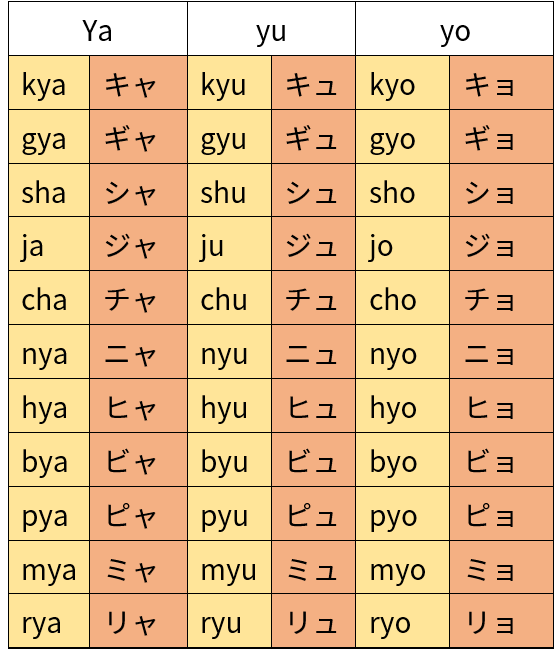 Ya yu yo
kya キャ kyu キュ kyo キョ
gya ギャ gyu ギュ gyo ギョ
sha シャ shu シュ sho ショ
ja ジャ ju ジュ jo ジョ
cha チャ chu チュ cho チョ
nya ニャ nyu ニュ nyo ニョ
hya ヒャ hyu ヒュ hyo ヒョ
bya ビャ byu ビュ byo ビョ
pya ピャ pyu ピュ pyo ピョ
mya ミャ myu ミュ myo ミョ
rya リャ ryu リュ ryo リョ